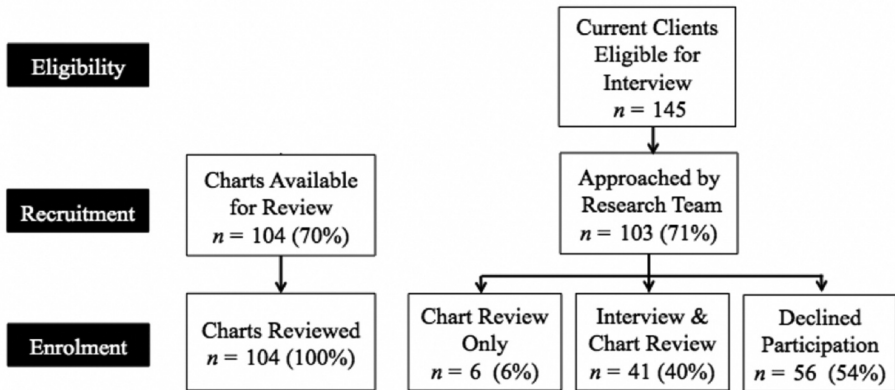 Eligibility
Current Clients
Eligible for
Interview
n = 145
Recruitment
Charts Available
for Review
n = 104 (70%)
Approached by
Research Team
n = 103 (71%)
Enrolment
Charts Reviewed
n = 104 (100%)
Chart Review
Only
n = 6 (6%)
Interview &
Chart Review
n = 41 (40%)
Declined
Participation
n = 56 (54%)